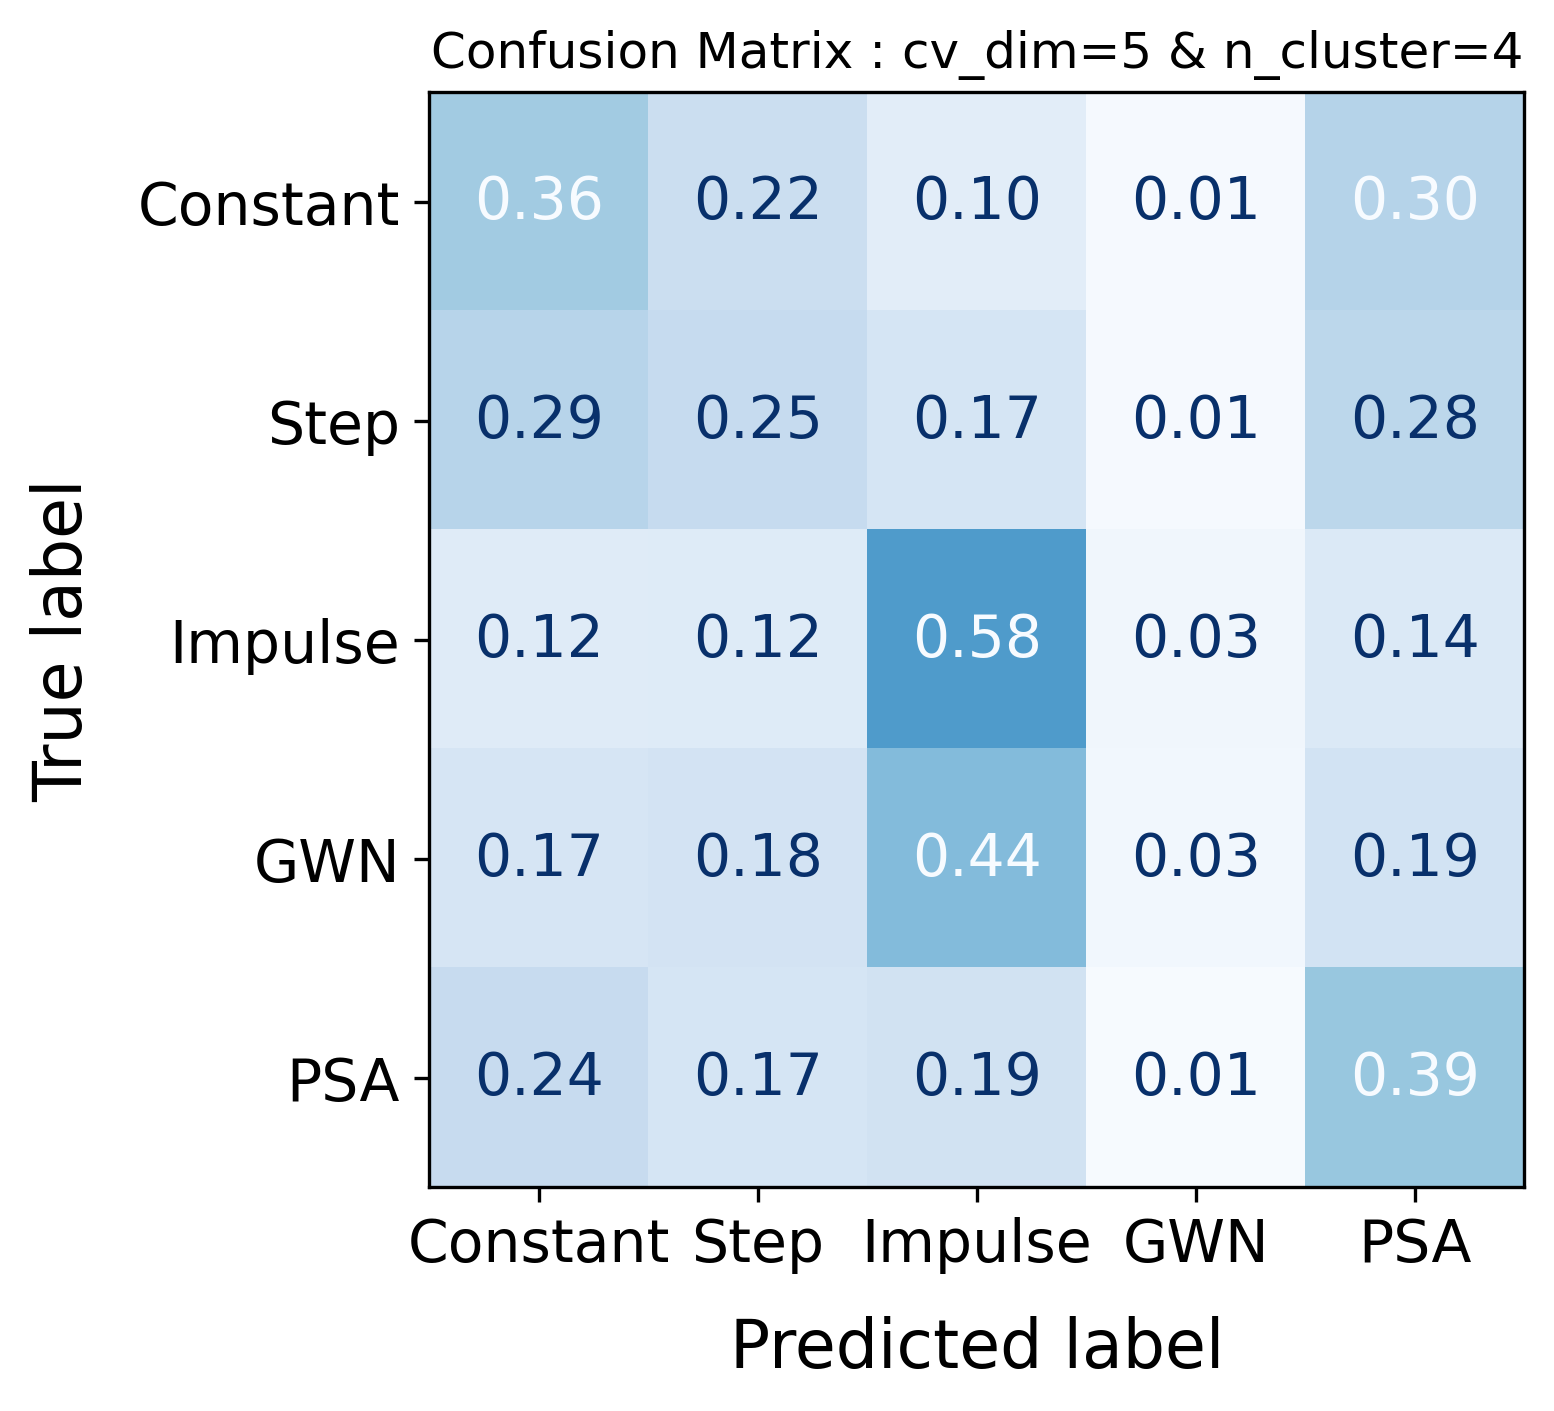 Confusion Matrix : cv_dim=5 & n_cluster=4
True label
Constant 0.36 0.22 0.10 0.01 0.30
Step 0.29 0.25 0.17 0.01 0.28
Impulse 0.12 0.12 0.58 0.03 0.14
GWN 0.17 0.18 0.44 0.03 0.19
PSA 0.24 0.17 0.19 0.01 0.39
Constant Step Impulse GWN PSA
Predicted label